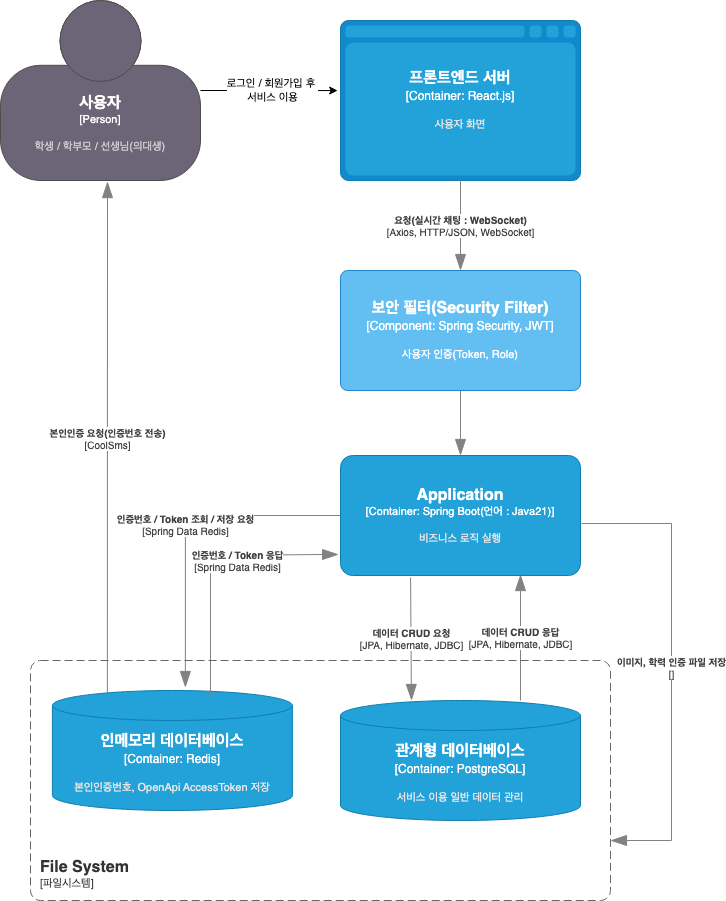 사용자
[Person]
학생 / 학부모 / 선생님(의대생)
로그인 / 회원가입 후
서비스 이용
프론트엔드 서버
[Container: React.js]
사용자 화면
요청(실시간 채팅 : WebSocket)
[Axios, HTTP/JSON, WebSocket]
보안 필터(Security Filter)
[Component: Spring Security, JWT]
사용자 인증(Token, Role)
본인인증 요청(인증번호 전송)
[CoolSms]
Application
[Container: Spring Boot(언어 : Java21)]
비즈니스 로직 실행
인증번호 / Token 조회 / 저장 요청
[Spring Data Redis]
인증번호 / Token 응답
[Spring Data Redis]
데이터 CRUD 요청
[JPA, Hibernate, JDBC]
데이터 CRUD 응답
[JPA, Hibernate, JDBC]
이미지, 학력 인증 파일 저장
[]
인메모리 데이터베이스
[Container: Redis]
본인인증번호, OpenApi AccessToken 저장
관계형 데이터베이스
[Container: PostgreSQL]
서비스 이용 일반 데이터 관리
File System
[파일시스템]